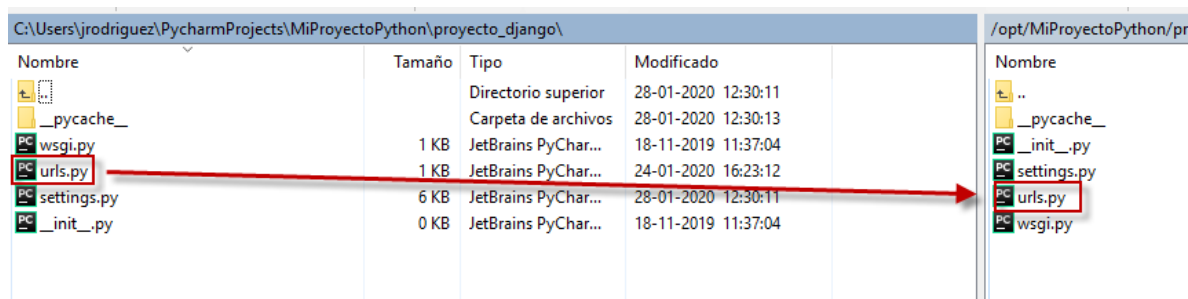 C:\Users\jrodriguez\PycharmProjects\MiProyectoPython\proyecto_django\ /opt/MiProyectoPython/pr
Nombre Tamaño Tipo Modificado Nombre
.. Directorio superior 28-01-2020 12:30:11 ..
__pycache__ Carpeta de archivos 28-01-2020 12:30:13 __pycache__
wsgi.py 1 KB JetBrains PyChar... 18-11-2019 11:37:04 __init__.py
urls.py 1 KB JetBrains PyChar... 24-01-2020 16:23:12 settings.py
settings.py 6 KB JetBrains PyChar... 28-01-2020 12:30:11 urls.py
__init__.py 0 KB JetBrains PyChar... 18-11-2019 11:37:04 wsgi.py